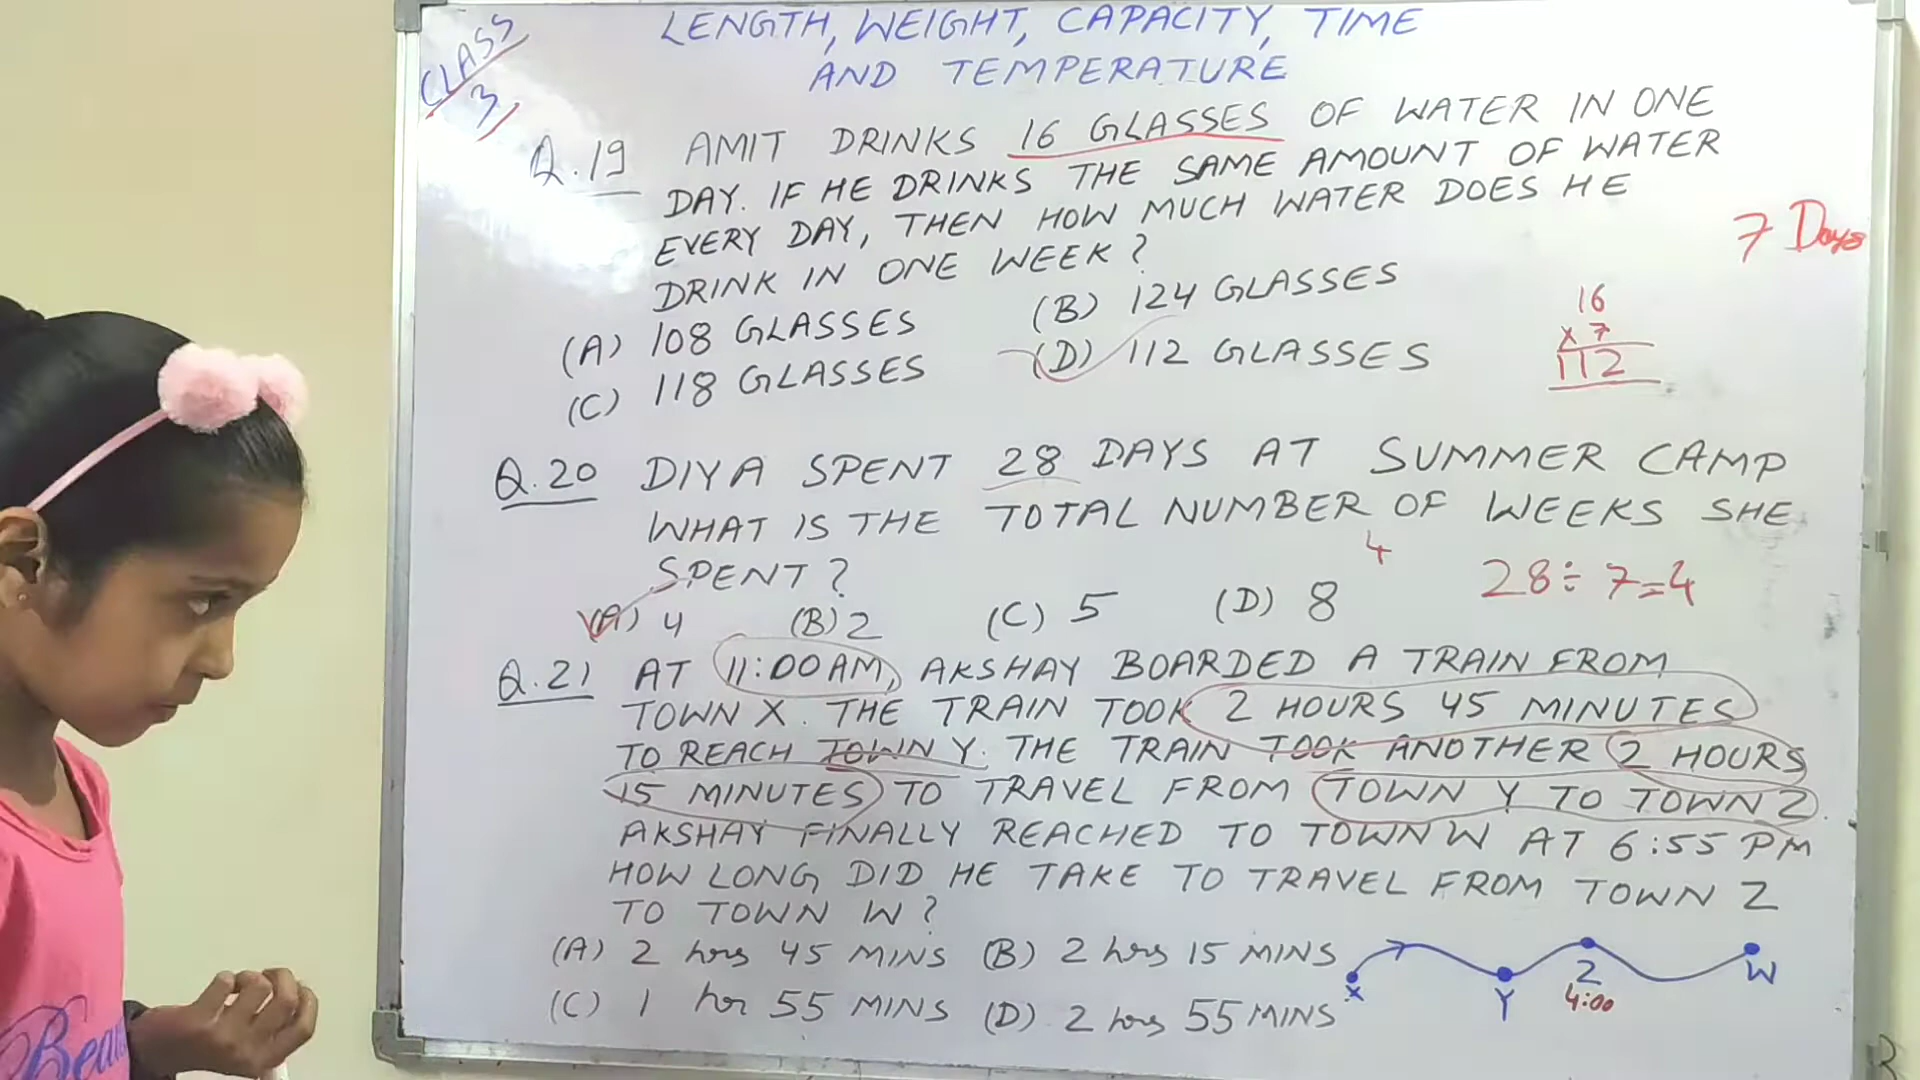 CLASS
3
LENGTH, WEIGHT, CAPACITY, TIME
AND TEMPERATURE
Q.19 AMIT DRINKS 16 GLASSES OF WATER IN ONE
DAY. IF HE DRINKS THE SAME AMOUNT OF WATER
EVERY DAY, THEN HOW MUCH WATER DOES HE
DRINK IN ONE WEEK?
7 Days
(A) 108 GLASSES (B) 124 GLASSES
(C) 118 GLASSES (D) 112 GLASSES
16
x 7
112
Q.20 DIYA SPENT 28 DAYS AT SUMMER CAMP
WHAT IS THE TOTAL NUMBER OF WEEKS SHE
SPENT?
4
28 ÷ 7 = 4
(A) 4 (B) 2 (C) 5 (D) 8
Q.21 AT 11:00 AM, AKSHAY BOARDED A TRAIN FROM
TOWN X. THE TRAIN TOOK 2 HOURS 45 MINUTES
TO REACH TOWN Y. THE TRAIN TOOK ANOTHER 2 HOURS
15 MINUTES TO TRAVEL FROM TOWN Y TO TOWN Z.
AKSHAY FINALLY REACHED TO TOWN W AT 6:55 PM
HOW LONG DID HE TAKE TO TRAVEL FROM TOWN Z
TO TOWN W?
(A) 2 hrs 45 MINS (B) 2 hrs 15 MINS
(C) 1 hr 55 MINS (D) 2 hrs 55 MINS
X Y Z W
4:00